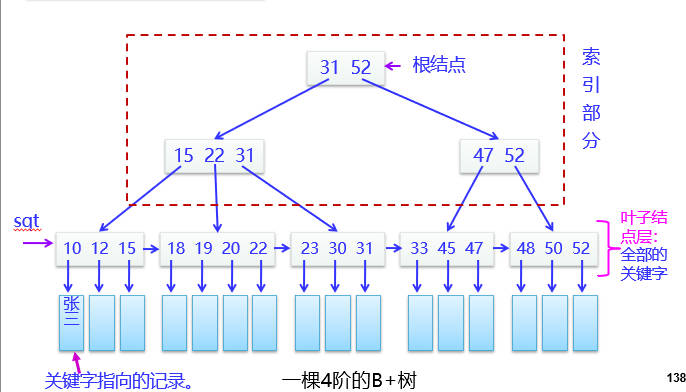 31 52
根结点
索引部分
15 22 31
47 52
sqt
10 12 15
18 19 20 22
23 30 31
33 45 47
48 50 52
叶子结
点层：
全部的
关键字
张三
关键字指向的记录。
一棵4阶的B+树
138